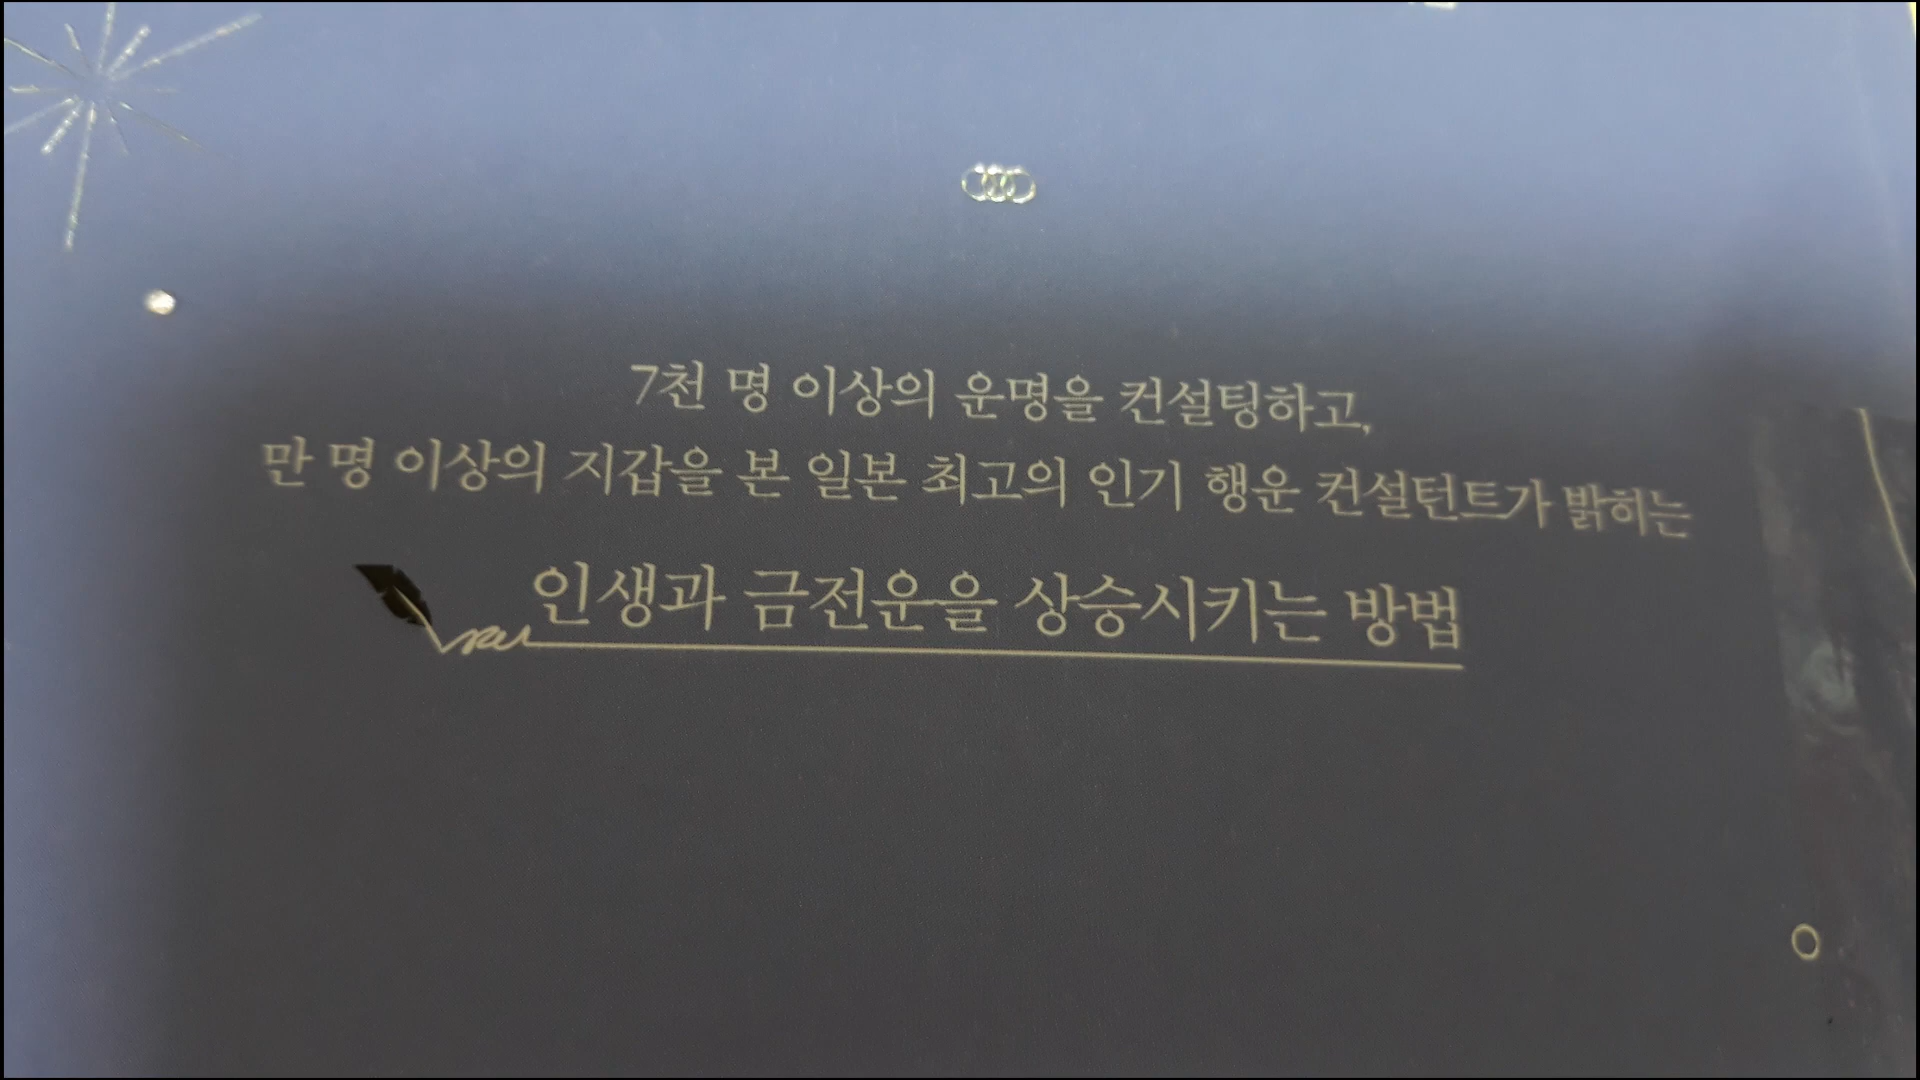 7천 명 이상의 운명을 컨설팅하고,
만 명 이상의 지갑을 본 일본 최고의 인기 행운 컨설턴트가 밝히는
인생과 금전운을 상승시키는 방법